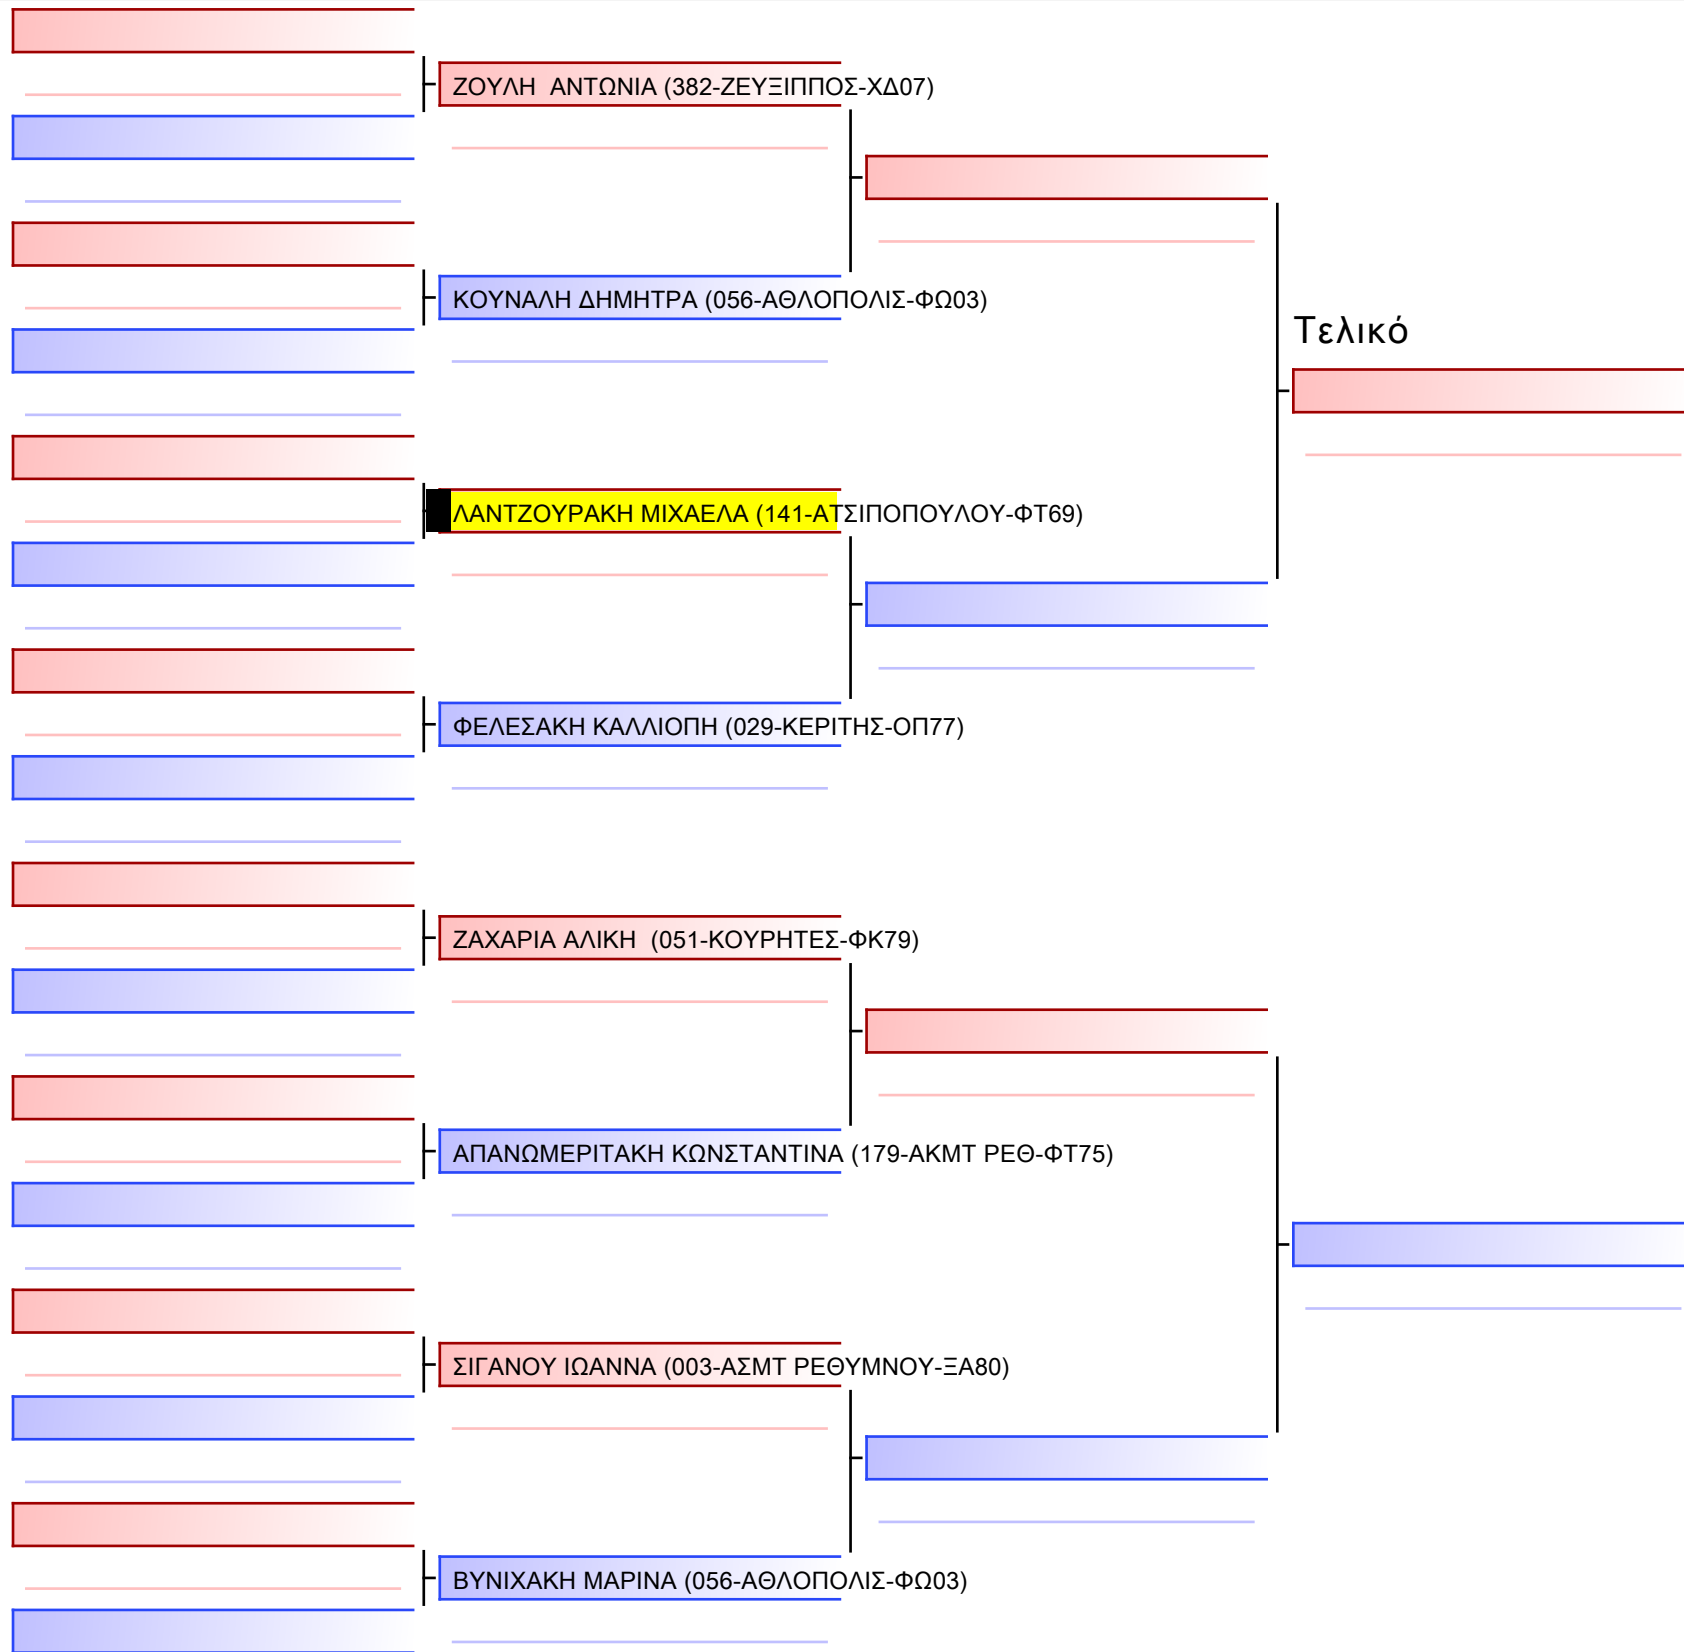 ΖΟΥΛΗ  ΑΝΤΩΝΙΑ (382-ΖΕΥΞΙΠΠΟΣ-ΧΔ07)
ΚΟΥΝΑΛΗ ΔΗΜΗΤΡΑ (056-ΑΘΛΟΠΟΛΙΣ-ΦΩ03)
Τελικό
ΛΑΝΤΖΟΥΡΑΚΗ ΜΙΧΑΕΛΑ (141-ΑΤΣΙΠΟΠΟΥΛΟΥ-ΦΤ69)
ΦΕΛΕΣΑΚΗ ΚΑΛΛΙΟΠΗ (029-ΚΕΡΙΤΗΣ-ΟΠ77)
ΖΑΧΑΡΙΑ ΑΛΙΚΗ  (051-ΚΟΥΡΗΤΕΣ-ΦΚ79)
ΑΠΑΝΩΜΕΡΙΤΑΚΗ ΚΩΝΣΤΑΝΤΙΝΑ (179-ΑΚΜΤ ΡΕΘ-ΦΤ75)
ΣΙΓΑΝΟΥ ΙΩΑΝΝΑ (003-ΑΣΜΤ ΡΕΘΥΜΝΟΥ-ΞΑ80)
ΒΥΝΙΧΑΚΗ ΜΑΡΙΝΑ (056-ΑΘΛΟΠΟΛΙΣ-ΦΩ03)